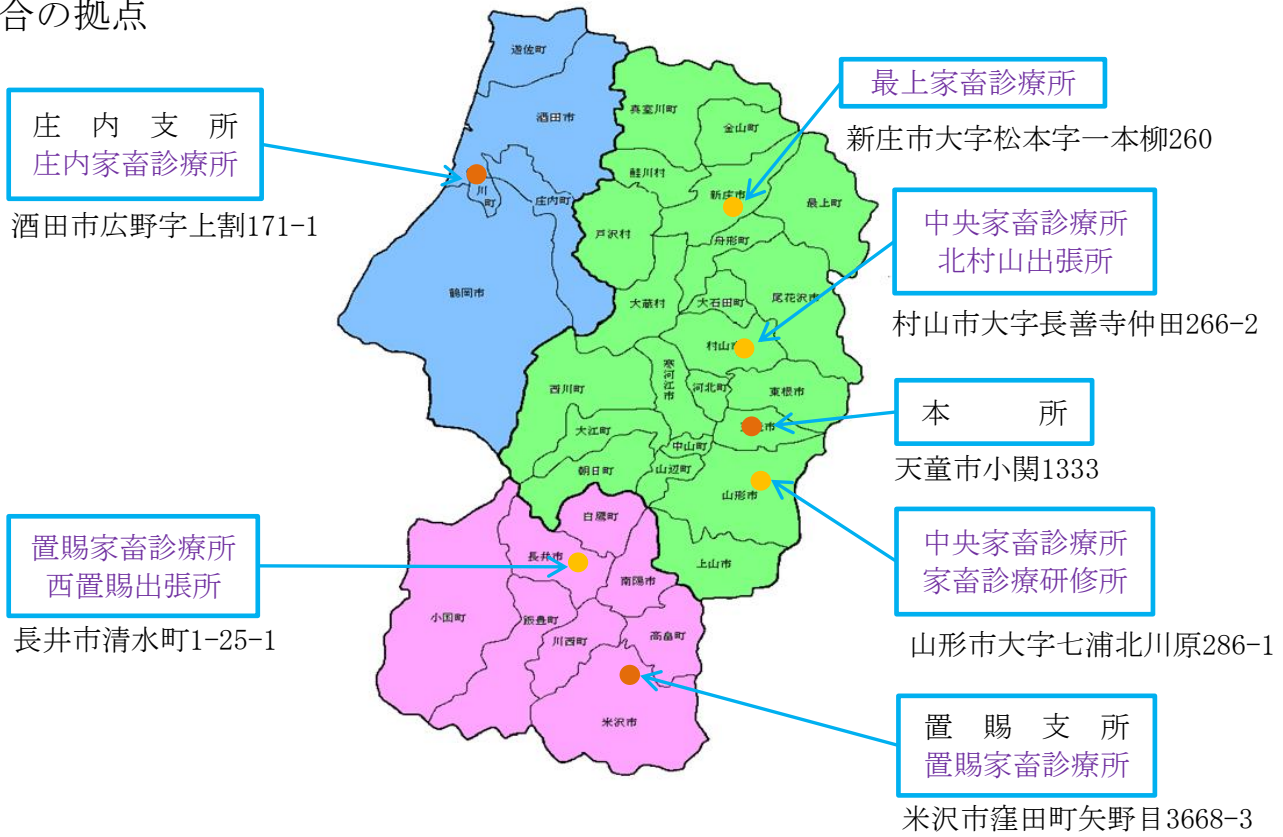 合の拠点
庄内支所
庄内家畜診療所
酒田市広野字上割171-1
最上家畜診療所
新庄市大字松本字一本柳260
中央家畜診療所
北村山出張所
村山市大字長善寺仲田266-2
本所
天童市小関1333
中央家畜診療所
家畜診療研修所
山形市大字七浦北川原286-1
置賜家畜診療所
西置賜出張所
長井市清水町1-25-1
置賜支所
置賜家畜診療所
米沢市窪田町矢野目3668-3
遊佐町
酒田市
川町
庄内町
鶴岡市
真室川町
金山町
鮭川村
新庄市
最上町
戸沢村
舟形町
大蔵村
大石田町
尾花沢市
村山市
寒河江市
河北町
東根市
西川町
大江町
中山町
市
朝日町
山辺町
山形市
上山市
白鷹町
長井市
南陽市
小国町
飯豊町
川西町
高畠町
米沢市